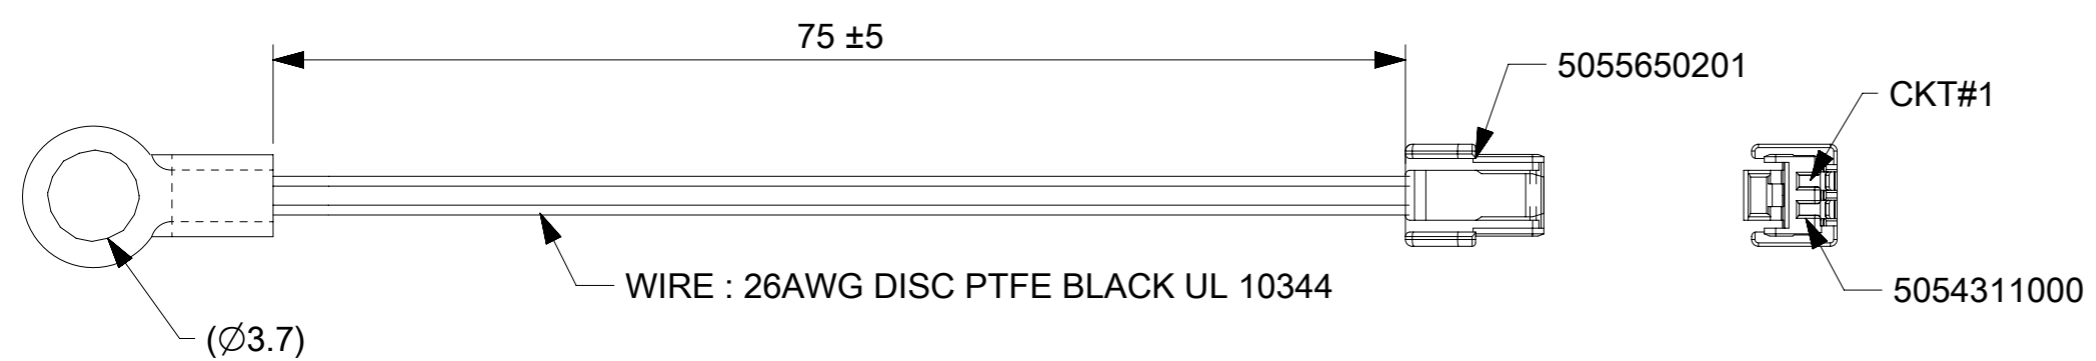 75 ±5
5055650201
CKT#1
WIRE : 26AWG DISC PTFE BLACK UL 10344
5054311000
(∅3.7)